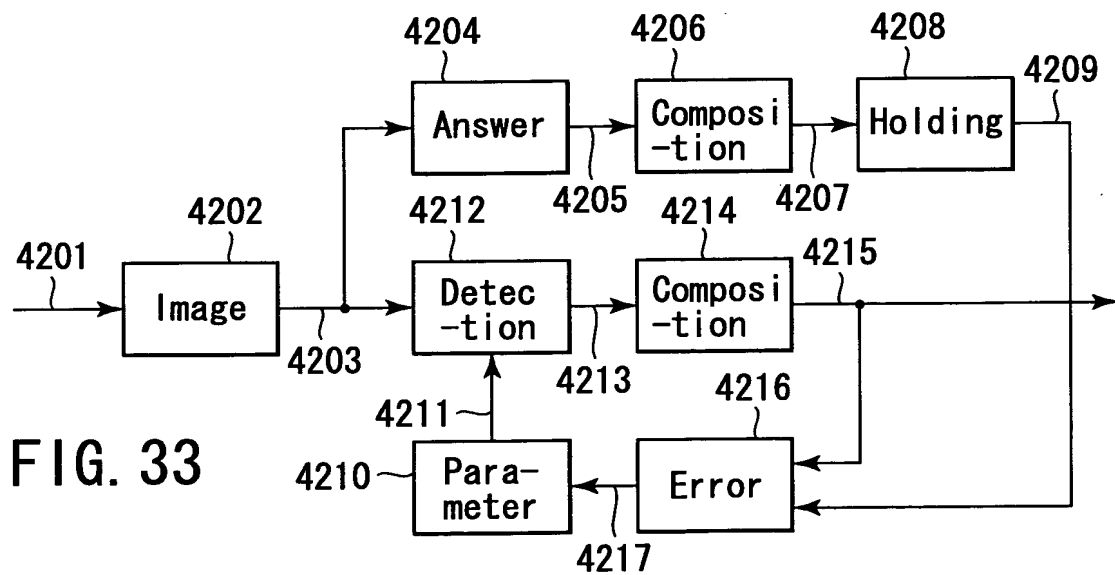 4204
4206
4208
4209
Answer
Composi
-tion
Holding
4205
4207
4202
4212
4214
4201
4215
Image
Detec
-tion
Composi
-tion
4203
4213
4211
4216
FIG. 33
4210
Para-
meter
Error
4217